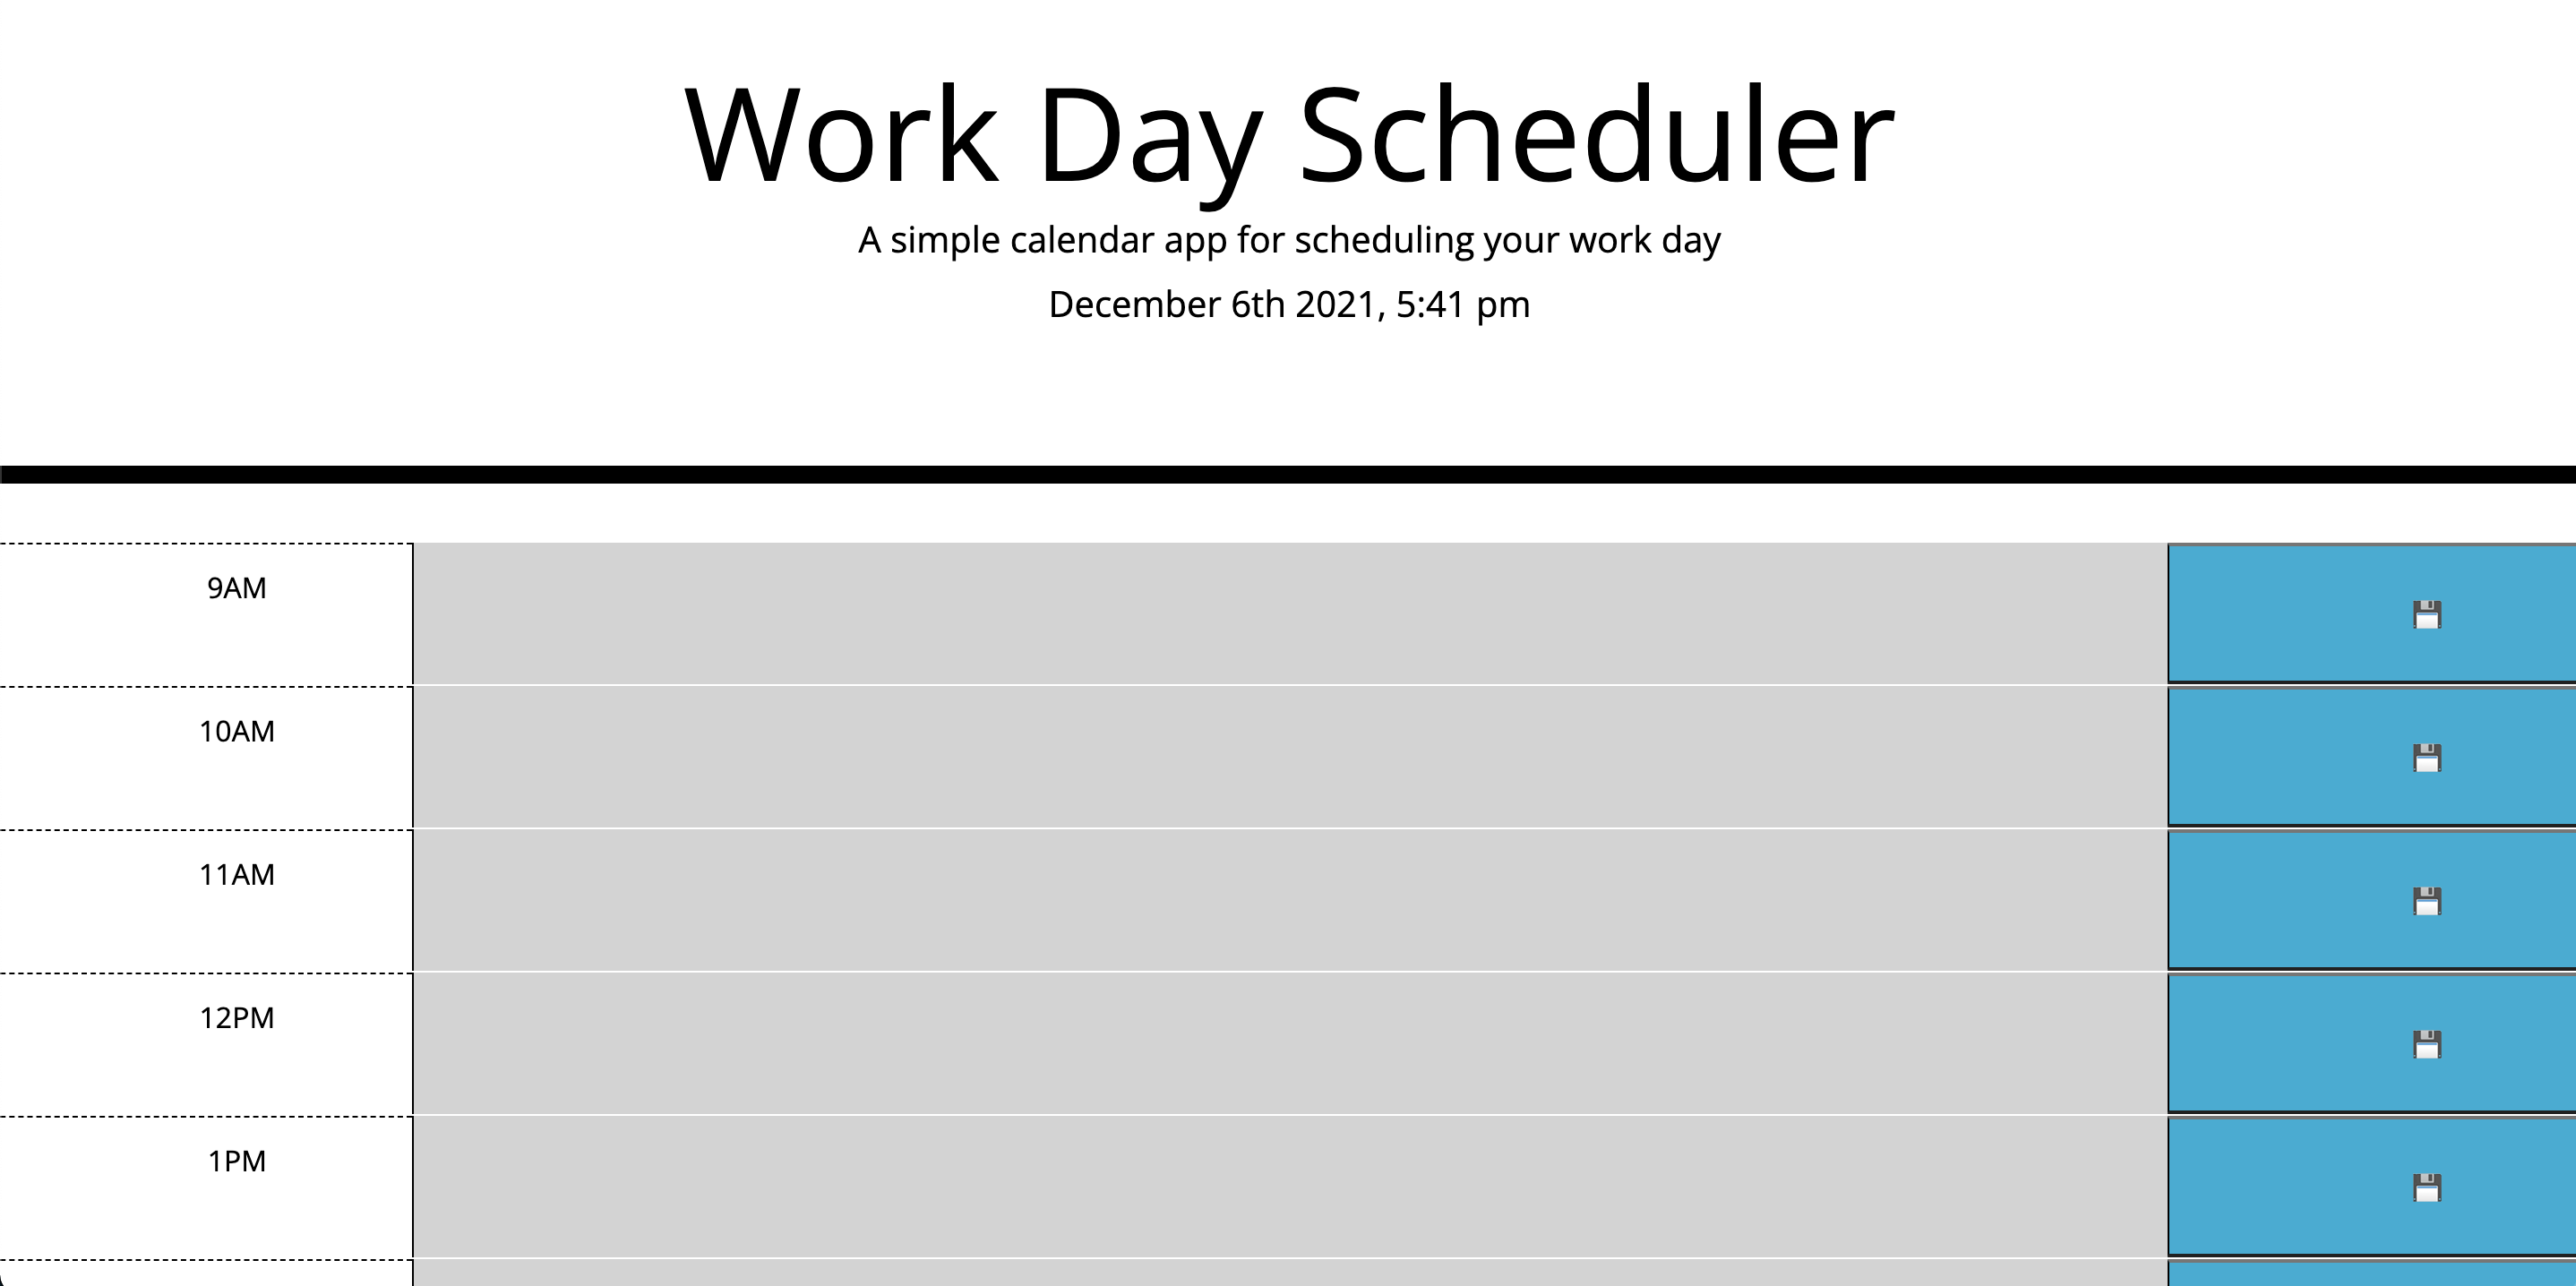 Work Day Scheduler
A simple calendar app for scheduling your work day
December 6th 2021, 5:41 pm
9AM
10AM
11AM
12PM
1PM